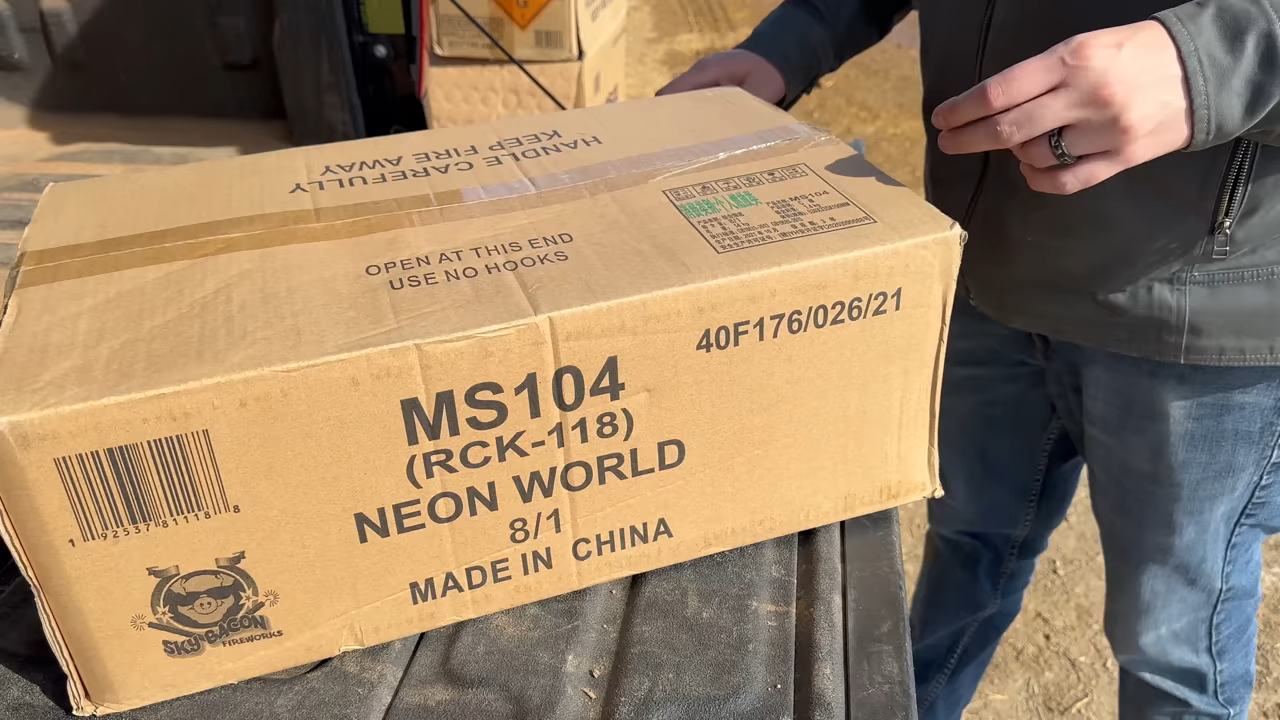 G
HANDLE CAREFULLY
KEEP FIRE AWAY
OPEN AT THIS END
USE NO HOOKS
MS104
40F176/026/21
MS104
(RCK-118)
NEON WORLD
8/1
MADE IN CHINA
1 92537 81118 8
SKY BACON
FIREWORKS